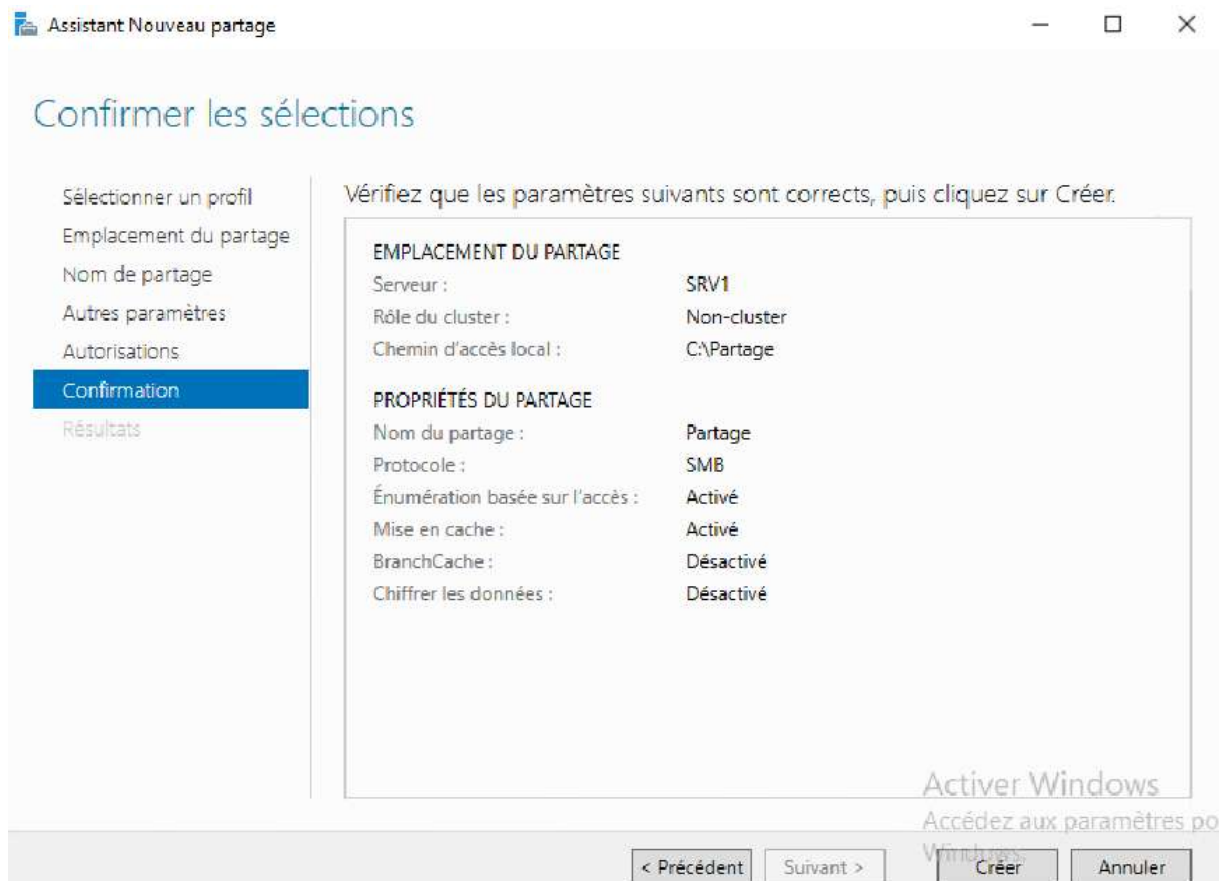 Assistant Nouveau partage
Confirmer les sélections
Sélectionner un profil
Emplacement du partage
Nom de partage
Autres paramètres
Autorisations
Confirmation
Résultats
Vérifiez que les paramètres suivants sont corrects, puis cliquez sur Créer.
EMPLACEMENT DU PARTAGE
Serveur : SRV1
Rôle du cluster : Non-cluster
Chemin d'accès local : C:\Partage
PROPRIÉTÉS DU PARTAGE
Nom du partage : Partage
Protocole : SMB
Énumération basée sur l'accès : Activé
Mise en cache : Activé
BranchCache : Désactivé
Chiffrer les données : Désactivé
Activer Windows
Accédez aux paramètres po
Windows.
< Précédent Suivant > Créer Annuler